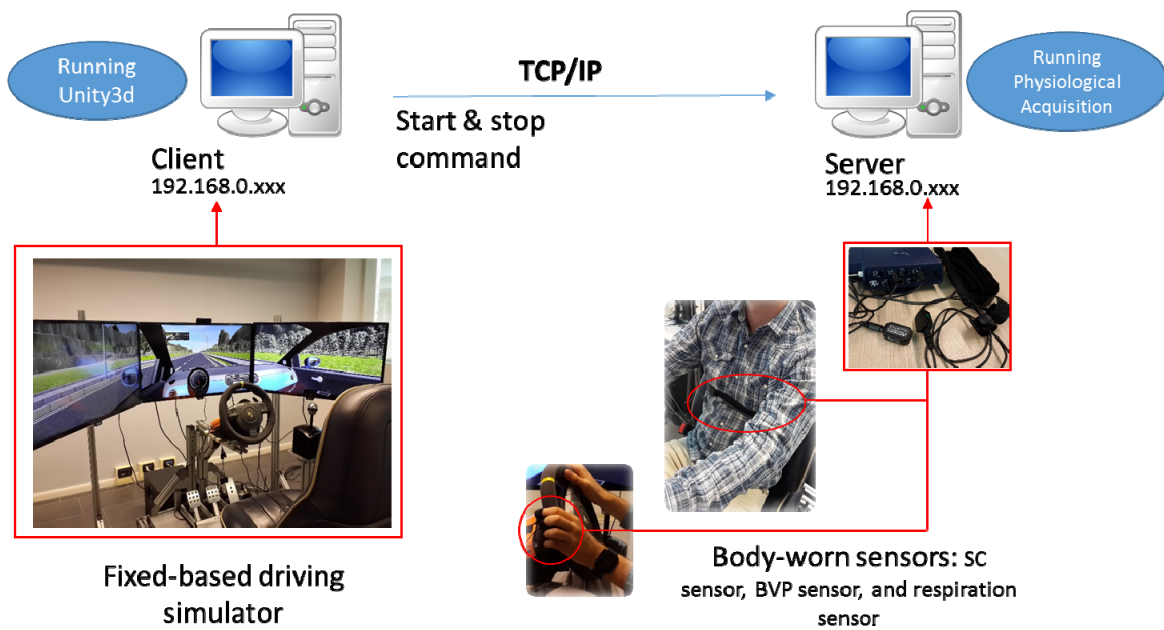 Running
Unity3d
TCP/IP
Start & stop
command
Running
Physiological
Acquisition
Client
192.168.0.xxx
Server
192.168.0.xxx
Fixed-based driving
simulator
Body-worn sensors: sc
sensor, BVP sensor, and respiration
sensor